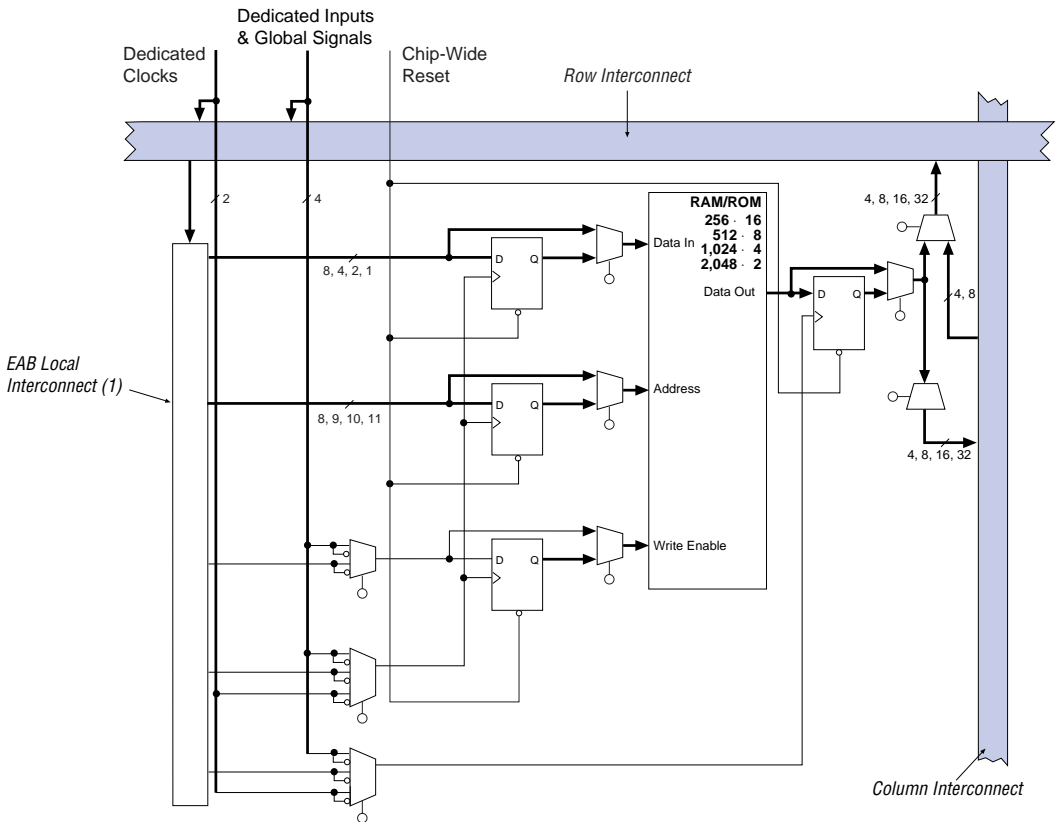 Dedicated Inputs
& Global Signals
Dedicated
Clocks
Chip-Wide
Reset
Row Interconnect
2
4
4, 8, 16, 32
RAM/ROM
256 · 16
512 · 8
1,024 · 4
2,048 · 2
Data In
D
Q
8, 4, 2, 1
Data Out
D
Q
4, 8
EAB Local
Interconnect (1)
Address
D
Q
8, 9, 10, 11
4, 8, 16, 32
Write Enable
D
Q
Column Interconnect